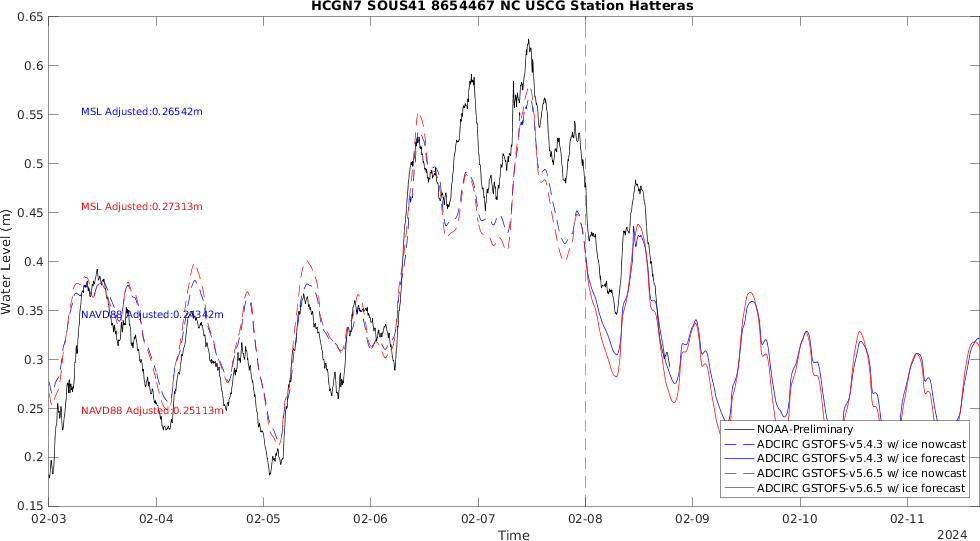 HCGN7 SOUS41 8654467 NC USCG Station Hatteras
0.65
0.6
0.55
0.5
0.45
0.4
0.35
0.3
0.25
0.2
0.15
Water Level (m)
MSL Adjusted:0.26542m
MSL Adjusted:0.27313m
NAVD88 Adjusted:0.24342m
NAVD88 Adjusted:0.25113m
NOAA-Preliminary
ADCIRC GSTOFS-v5.4.3 w/ ice nowcast
ADCIRC GSTOFS-v5.4.3 w/ ice forecast
ADCIRC GSTOFS-v5.6.5 w/ ice nowcast
ADCIRC GSTOFS-v5.6.5 w/ ice forecast
02-03 02-04 02-05 02-06 02-07 02-08 02-09 02-10 02-11
Time
2024